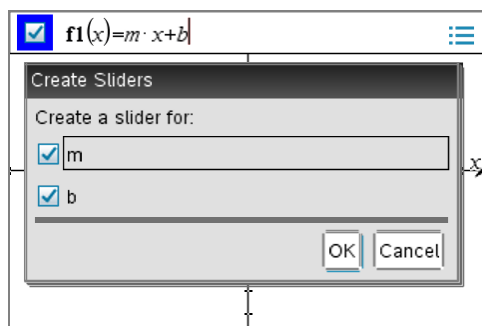 f1(x)=m· x+b
Create Sliders
Create a slider for:
m
x
b
OK Cancel